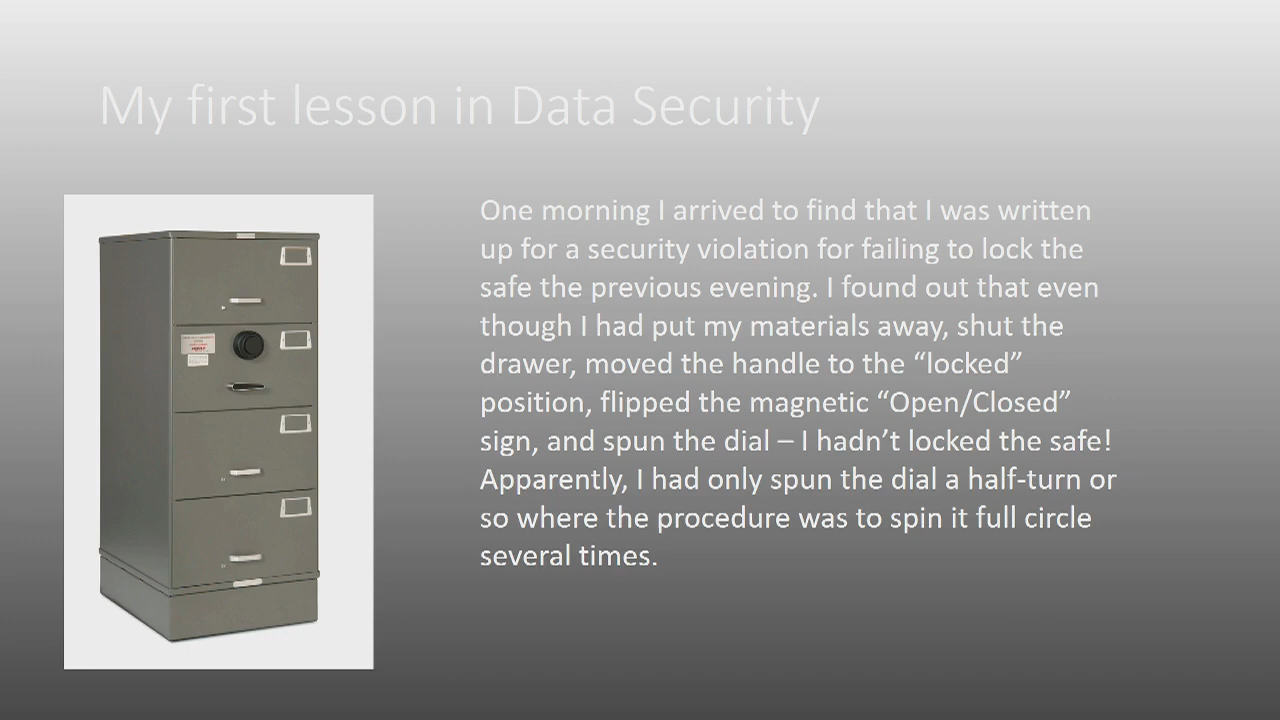 My first lesson in Data Security
One morning I arrived to find that I was written
up for a security violation for failing to lock the
safe the previous evening. I found out that even
though I had put my materials away, shut the
drawer, moved the handle to the “locked”
position, flipped the magnetic “Open/Closed”
sign, and spun the dial – I hadn’t locked the safe!
Apparently, I had only spun the dial a half-turn or
so where the procedure was to spin it full circle
several times.